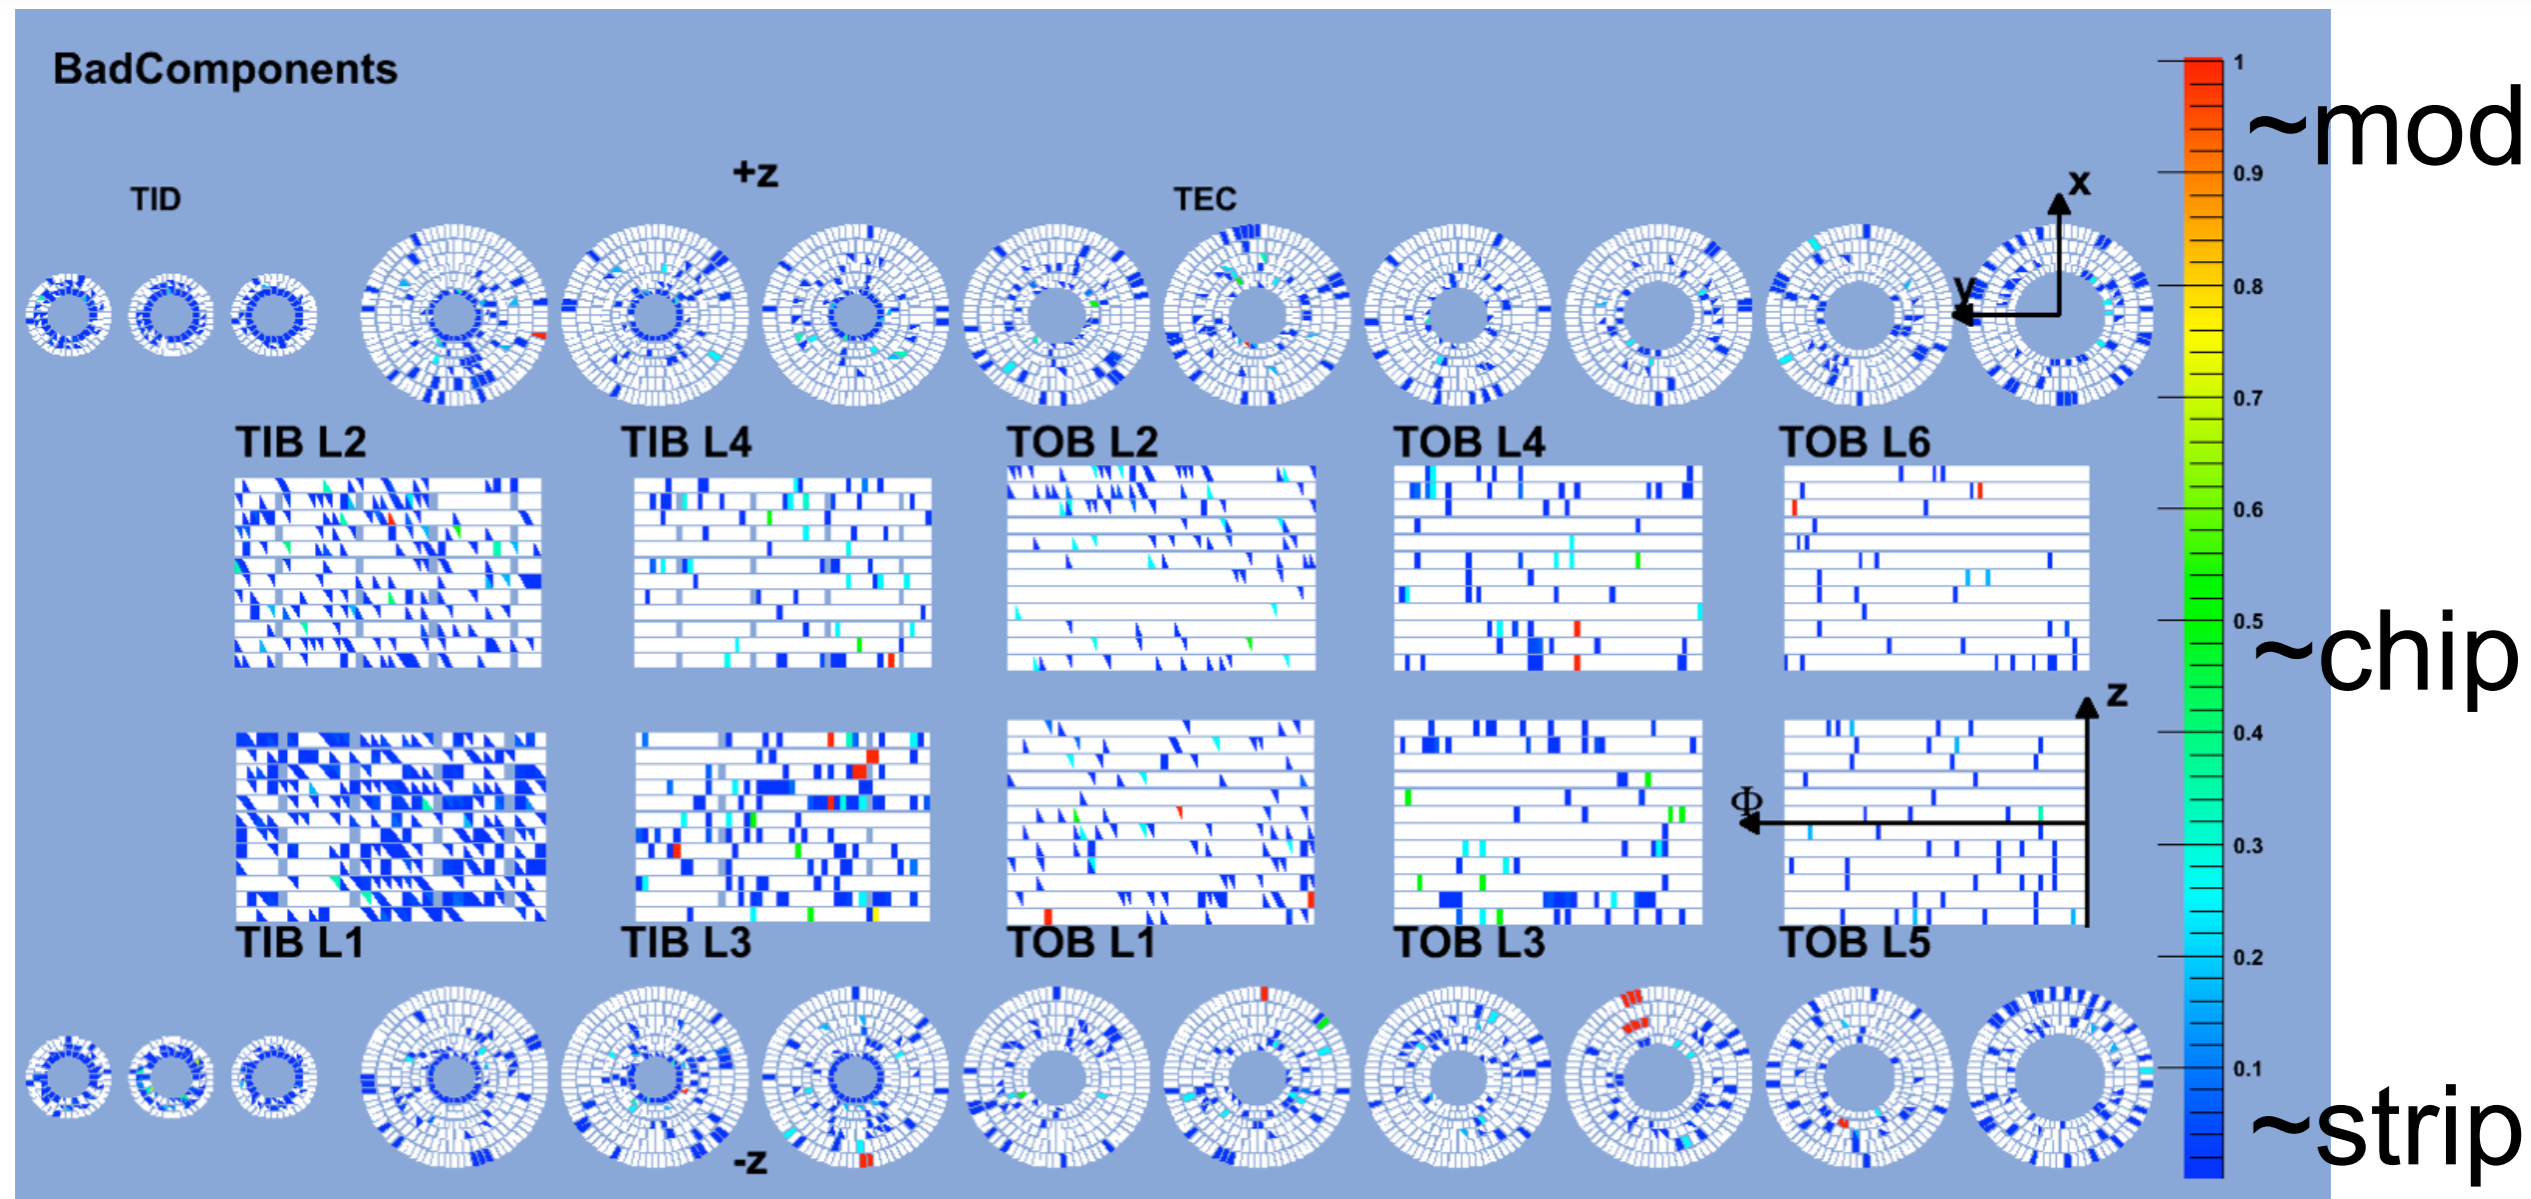 BadComponents
1
~mod
0.9
+z
x
TID
TEC
y
0.8
0.7
TIB L2
TIB L4
TOB L2
TOB L4
TOB L6
0.6
0.5
~chip
z
0.4
Φ
0.3
TIB L1
TIB L3
TOB L1
TOB L3
TOB L5
0.2
0.1
~strip
-z